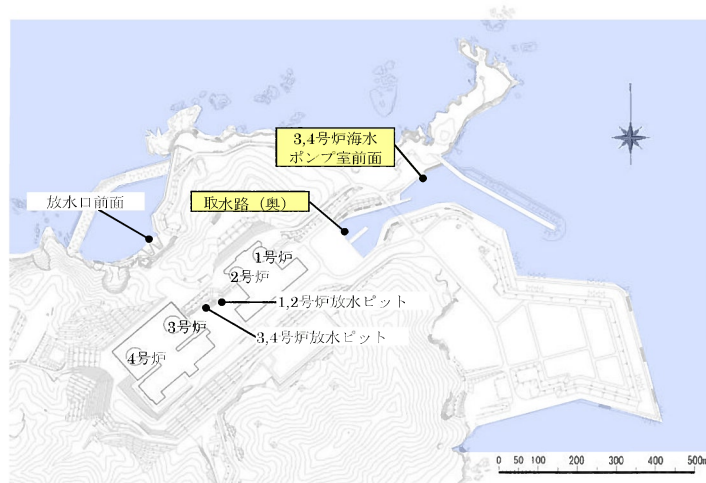 3,4号炉海水
ポンプ室前面
放水口前面
取水路（奥）
1号炉
2号炉
1,2号炉放水ピット
3号炉
3,4号炉放水ピット
4号炉
0 50 100 200 300 400 500m